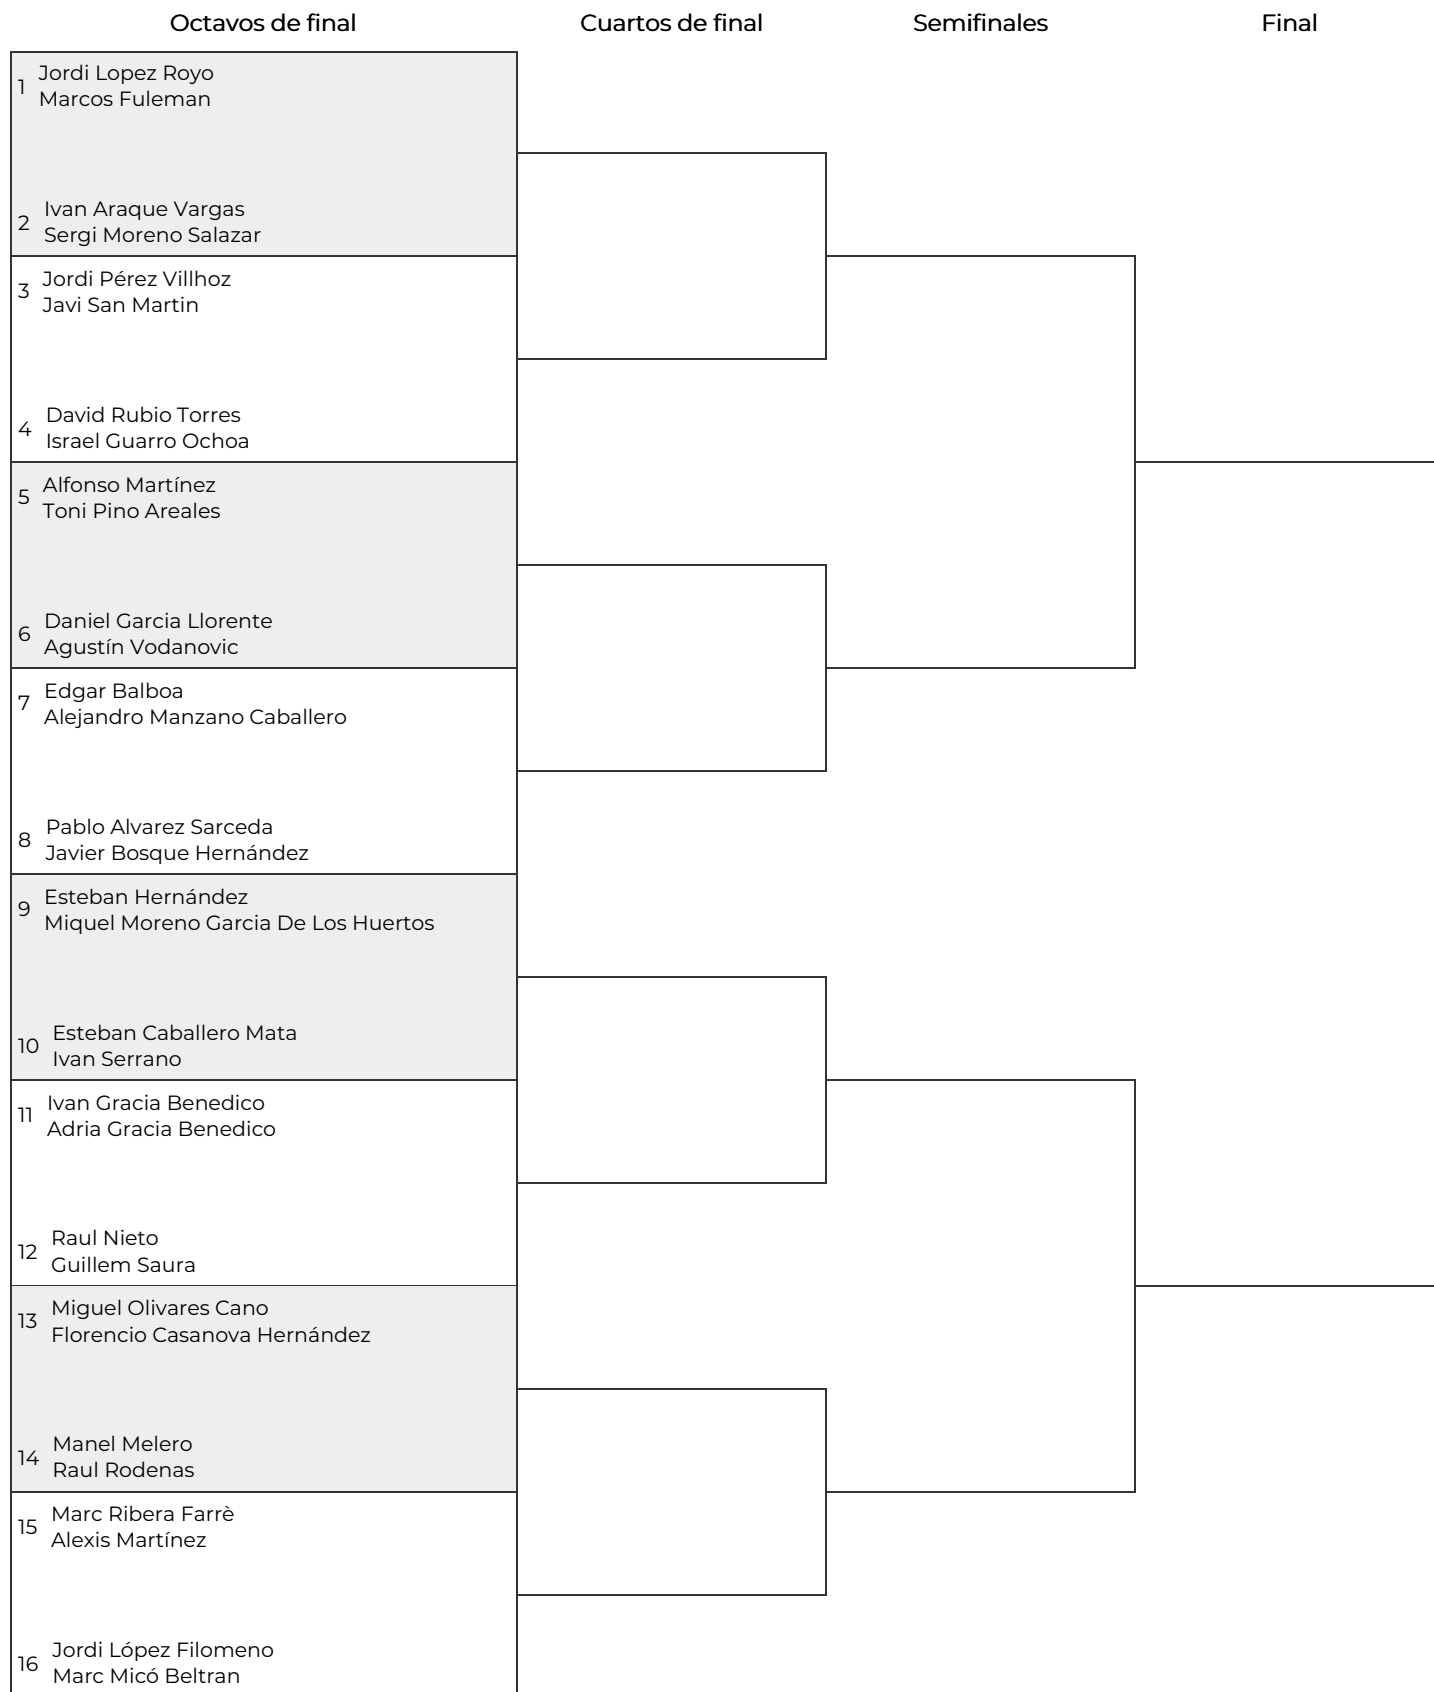 Octavos de final
Cuartos de final
Semifinales
Final
1
Jordi Lopez Royo
Marcos Fuleman
2
Ivan Araque Vargas
Sergi Moreno Salazar
3
Jordi Pérez Villhoz
Javi San Martin
4
David Rubio Torres
Israel Guarro Ochoa
5
Alfonso Martínez
Toni Pino Areales
6
Daniel Garcia Llorente
Agustín Vodanovic
7
Edgar Balboa
Alejandro Manzano Caballero
8
Pablo Alvarez Sarceda
Javier Bosque Hernández
9
Esteban Hernández
Miquel Moreno Garcia De Los Huertos
10
Esteban Caballero Mata
Ivan Serrano
11
Ivan Gracia Benedico
Adria Gracia Benedico
12
Raul Nieto
Guillem Saura
13
Miguel Olivares Cano
Florencio Casanova Hernández
14
Manel Melero
Raul Rodenas
15
Marc Ribera Farrè
Alexis Martínez
16
Jordi López Filomeno
Marc Micó Beltran